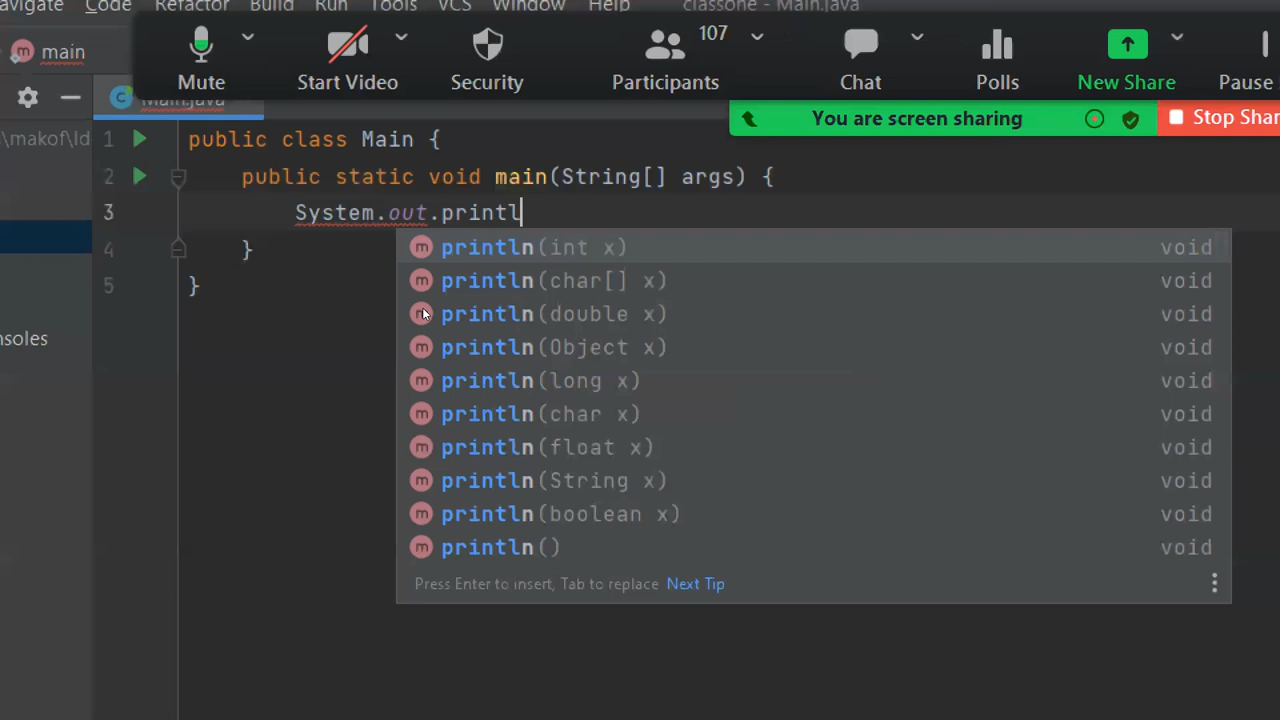 avigate Code Refactor Build Run Tools VCS Window Help classone - Main.java
main
Mute
Start Video
Security
107
Participants
Chat
Polls
New Share
Pause
You are screen sharing
Stop Shar
Main.java
\makof\Id
nsoles
1 public class Main {
2 public static void main(String[] args) {
3 System.out.printl
4 }
5 }
m println(int x) void
m println(char[] x) void
m println(double x) void
m println(Object x) void
m println(long x) void
m println(char x) void
m println(float x) void
m println(String x) void
m println(boolean x) void
m println() void
Press Enter to insert, Tab to replace Next Tip